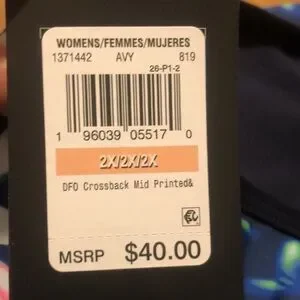 WOMENS/FEMMES/MUJERES
1371442 AVY 819
26-P1-2
1 96039 05517 0
2X/2X/2X
DFO Crossback Mid Printed&
MSRP $40.00